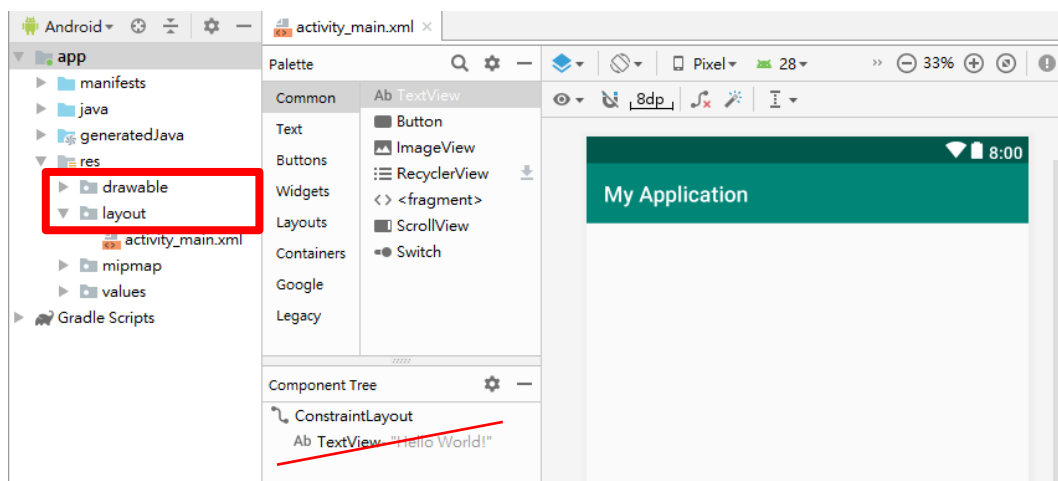 Android
app
manifests
java
generatedJava
res
drawable
layout
activity_main.xml
mipmap
values
Gradle Scripts
activity_main.xml
Palette
Common
Text
Buttons
Widgets
Layouts
Containers
Google
Legacy
Ab TextView
Button
ImageView
RecyclerView
<> <fragment>
ScrollView
Switch
Component Tree
ConstraintLayout
Ab TextView- "Hello World!"
Pixel
28
33%
8dp
8:00
My Application